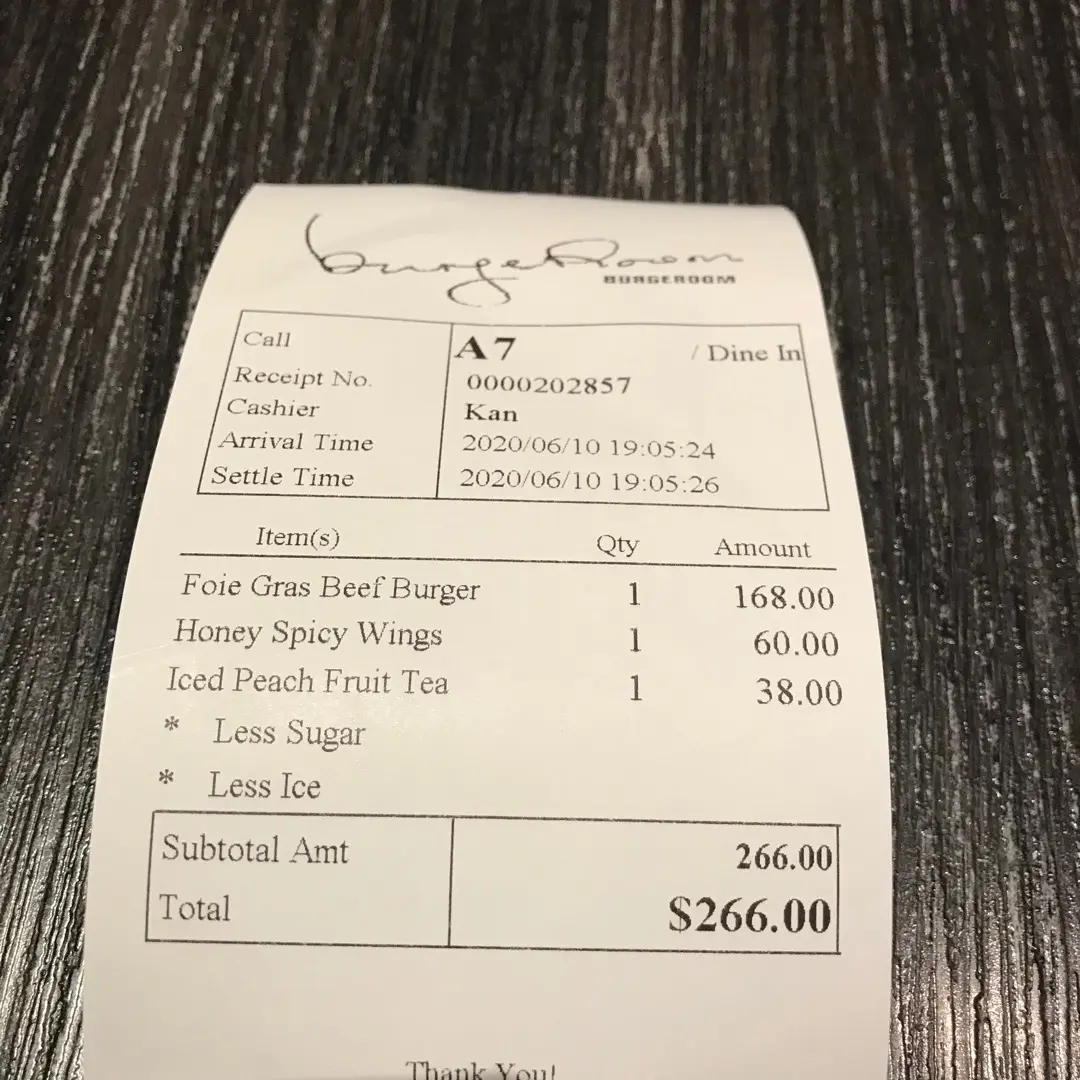 burgeRoom
BURGEROOM
Call A7 / Dine In
Receipt No. 0000202857
Cashier Kan
Arrival Time 2020/06/10 19:05:24
Settle Time 2020/06/10 19:05:26
Item(s) Qty Amount
Foie Gras Beef Burger 1 168.00
Honey Spicy Wings 1 60.00
Iced Peach Fruit Tea 1 38.00
* Less Sugar
* Less Ice
Subtotal Amt 266.00
Total $266.00
Thank You!